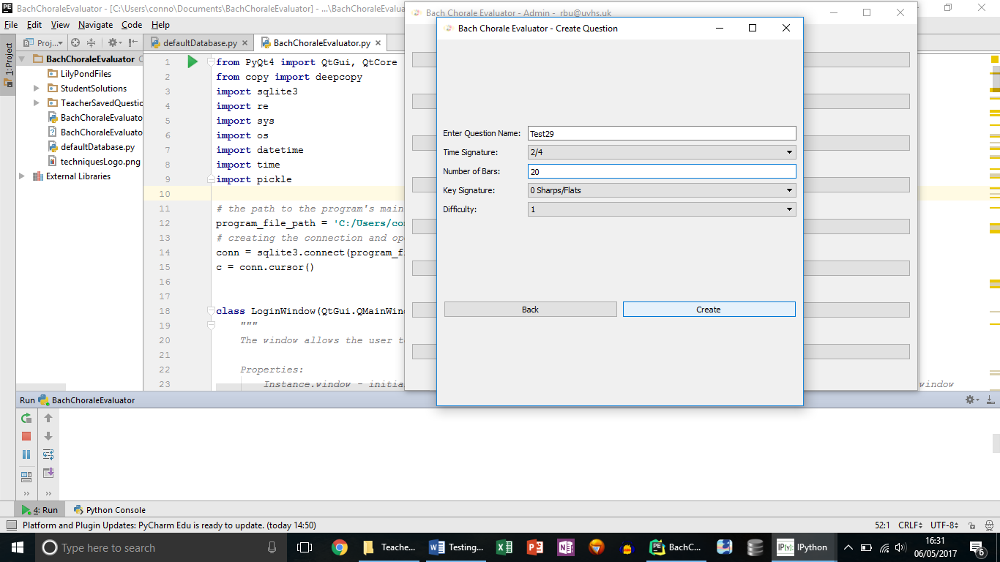 BachChoraleEvaluator - [C:\Users\conno\Documents\BachChoraleEvaluator] - ...\BachChoraleE
File Edit View Navigate Code Help
1: Project
Proj...
defaultDatabase.py
BachChoraleEvaluator.py
BachChoraleEvaluator
LilyPondFiles
StudentSolutions
TeacherSavedQuestio
BachChoraleEvaluato
BachChoraleEvaluato
defaultDatabase.py
techniquesLogo.png
External Libraries
1 from PyQt4 import QtGui, QtCore
2 from copy import deepcopy
3 import sqlite3
4 import re
5 import sys
6 import os
7 import datetime
8 import time
9 import pickle
10
11 # the path to the program's main
12 program_file_path = 'C:/Users/con
13 # creating the connection and ope
14 conn = sqlite3.connect(program_fi
15 c = conn.cursor()
16
17
18 class LoginWindow(QtGui.QMainWind
19 """
20 The window allows the user to
21
22 Properties:
23 Instance.window - initia
window
Bach Chorale Evaluator - Admin - rbu@uvhs.uk
Bach Chorale Evaluator - Create Question
Enter Question Name: Test29
Time Signature: 2/4
Number of Bars: 20
Key Signature: 0 Sharps/Flats
Difficulty: 1
Back Create
Run BachChoraleEvaluator
4: Run Python Console
Platform and Plugin Updates: PyCharm Edu is ready to update. (today 14:50)
52:1 CRLF UTF-8
Type here to search
Teache...
Testing...
BachC...
IP[y]: IPython
16:31
06/05/2017
6